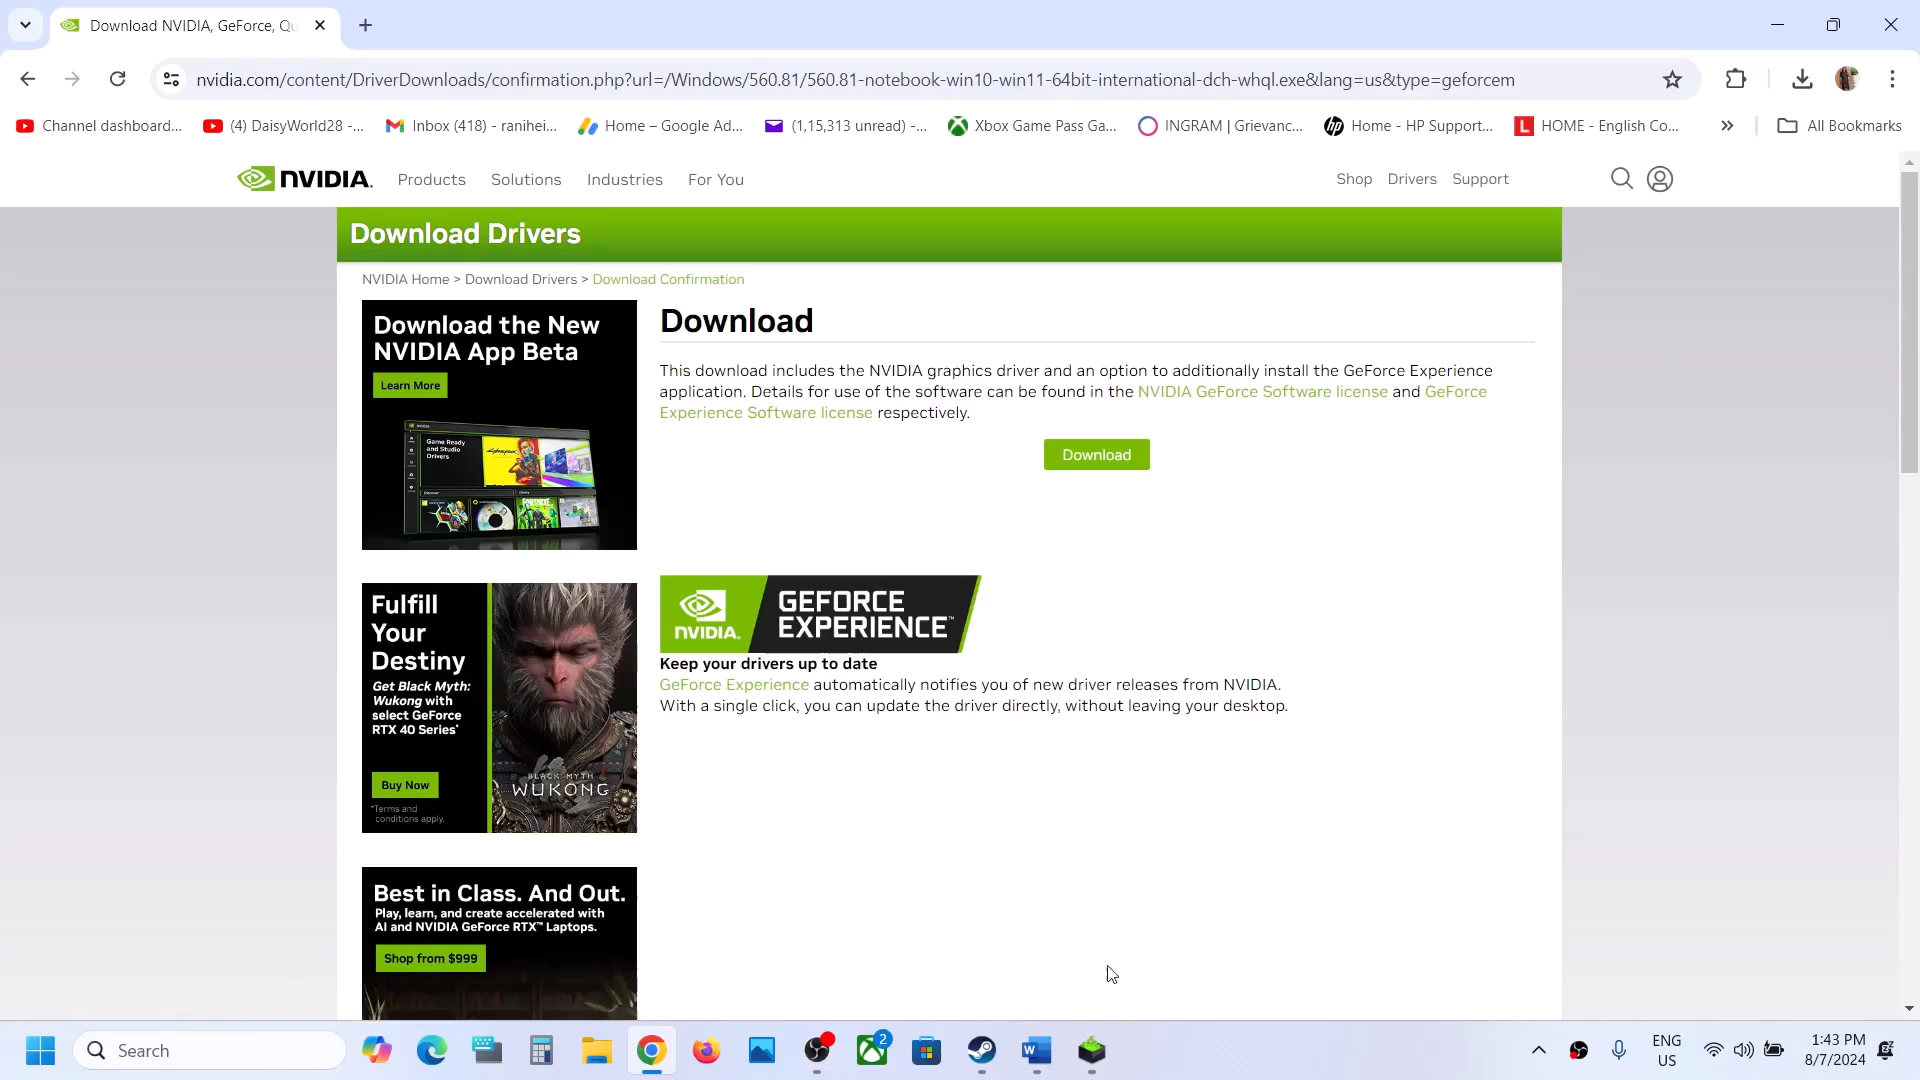 Download NVIDIA, GeForce, Qu
nvidia.com/content/DriverDownloads/confirmation.php?url=/Windows/560.81/560.81-notebook-win10-win11-64bit-international-dch-whql.exe&lang=us&type=geforcem
Channel dashboard... (4) DaisyWorld28 -... Inbox (418) - ranihei... Home – Google Ad... (1,15,313 unread) -... Xbox Game Pass Ga... INGRAM | Grievanc... Home - HP Support... HOME - English Co... » All Bookmarks
NVIDIA. Products Solutions Industries For You Shop Drivers Support
Download Drivers
NVIDIA Home > Download Drivers > Download Confirmation
Download the New
NVIDIA App Beta
Learn More
Game Ready
and Studio
Drivers
Download
This download includes the NVIDIA graphics driver and an option to additionally install the GeForce Experience
application. Details for use of the software can be found in the NVIDIA GeForce Software license and GeForce
Experience Software license respectively.
Download
Fulfill
Your
Destiny
Get Black Myth:
Wukong with
select GeForce
RTX 40 Series*
Buy Now
*Terms and
conditions apply.
BLACK MYTH
WUKONG
NVIDIA.
GEFORCE
EXPERIENCE™
Keep your drivers up to date
GeForce Experience automatically notifies you of new driver releases from NVIDIA.
With a single click, you can update the driver directly, without leaving your desktop.
Best in Class. And Out.
Play, learn, and create accelerated with
AI and NVIDIA GeForce RTX™ Laptops.
Shop from $999
Search
2
ENG
US
1:43 PM
8/7/2024